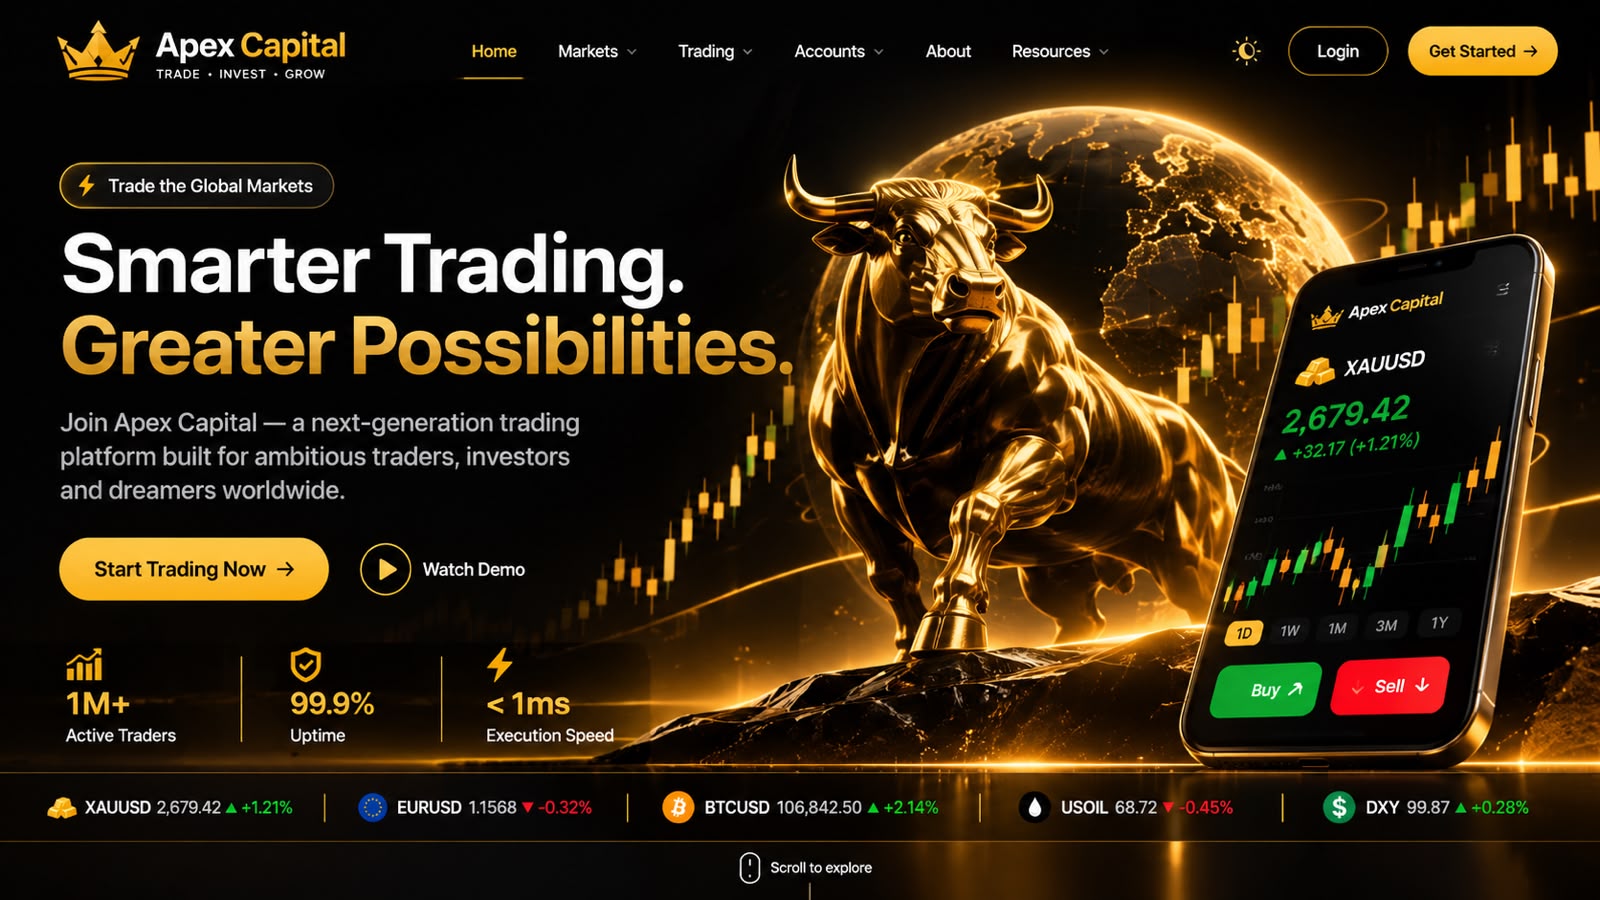 Apex Capital
TRADE • INVEST • GROW
Home
Markets
Trading
Accounts
About
Resources
Login
Get Started →
Trade the Global Markets
Smarter Trading.
Greater Possibilities.
Join Apex Capital — a next-generation trading
platform built for ambitious traders, investors
and dreamers worldwide.
Start Trading Now →
Watch Demo
1M+
Active Traders
99.9%
Uptime
< 1ms
Execution Speed
Apex Capital
XAUUSD
2,679.42
▲ +32.17 (+1.21%)
1D
1W
1M
3M
1Y
Buy ↗
Sell ↓
XAUUSD 2,679.42 ▲ +1.21%
EURUSD 1.1568 ▼ -0.32%
BTCUSD 106,842.50 ▲ +2.14%
USOIL 68.72 ▼ -0.45%
DXY 99.87 ▲ +0.28%
Scroll to explore